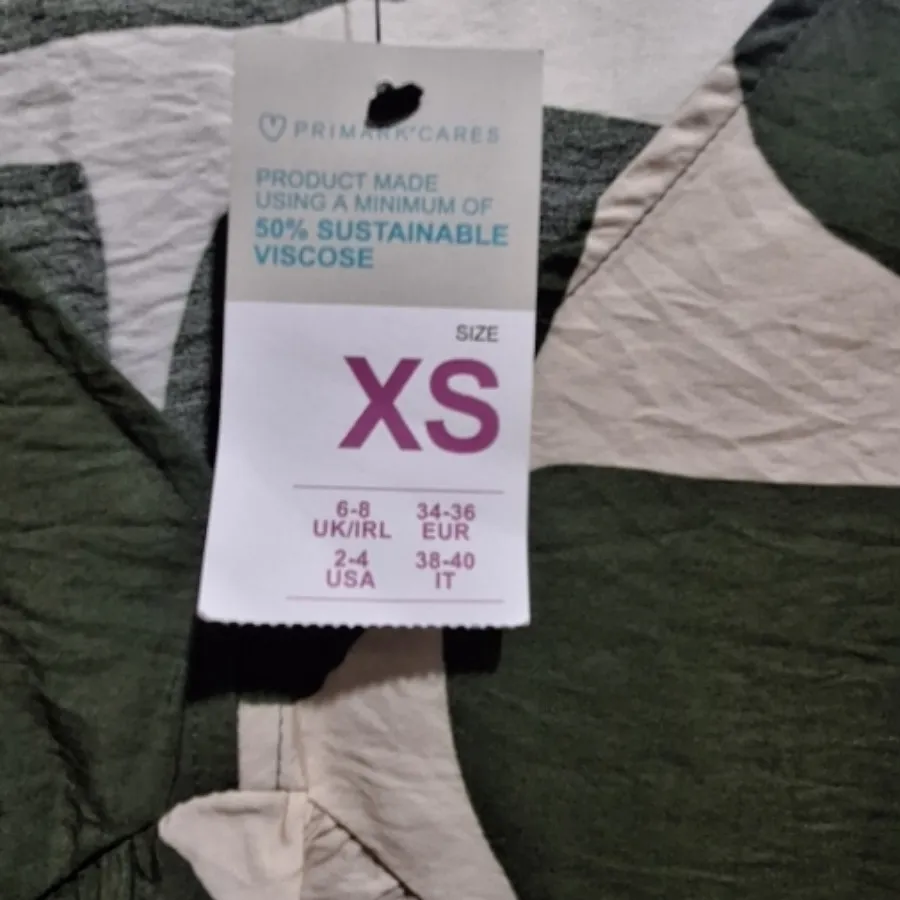 PRIMARK CARES
PRODUCT MADE
USING A MINIMUM OF
50% SUSTAINABLE
VISCOSE
SIZE
XS
6-8 34-36
UK/IRL EUR
2-4 38-40
USA IT